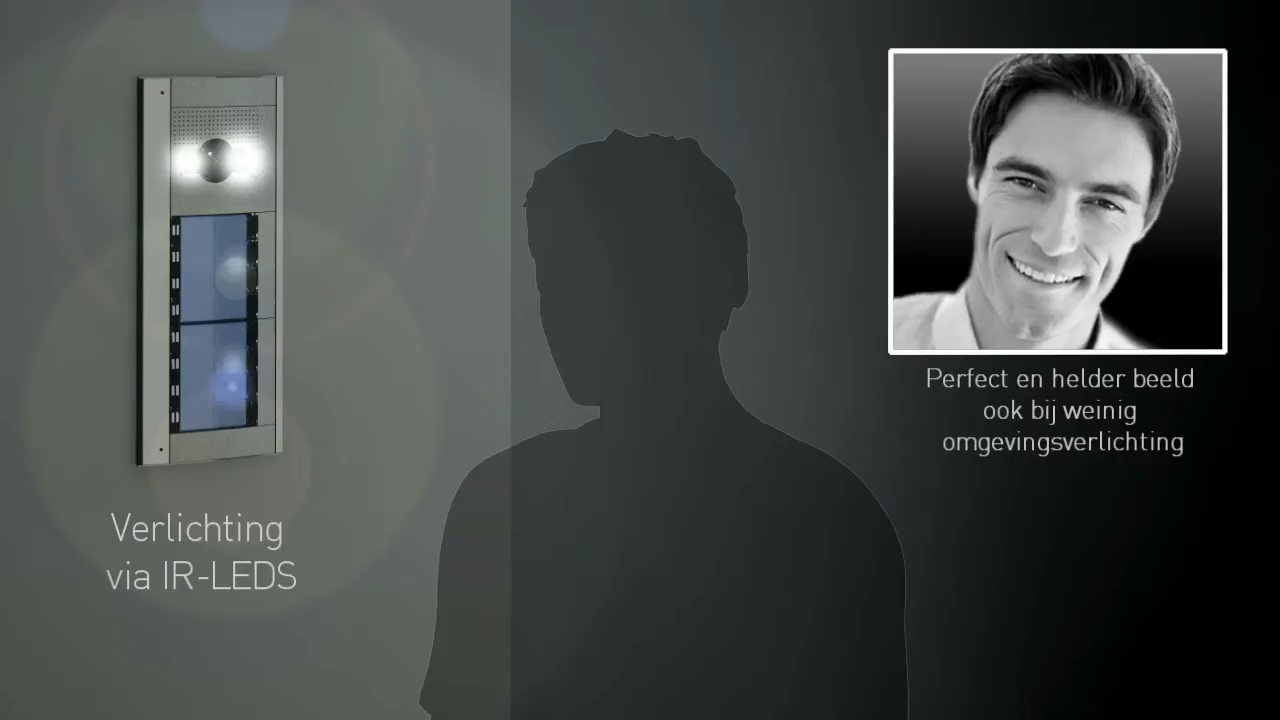 Verlichting
via IR-LEDS
Perfect en helder beeld
ook bij weinig
omgevingsverlichting